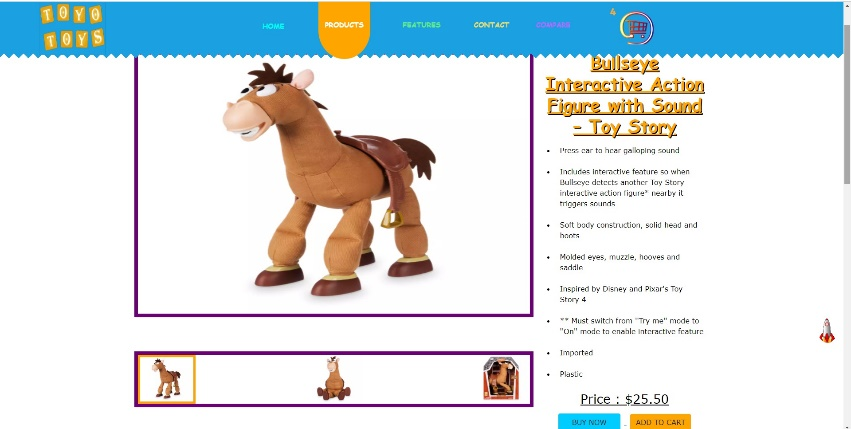 TOYO
TOYS
HOME
PRODUCTS
FEATURES
CONTACT
COMPARE
Bullseye
Interactive Action
Figure with Sound
- Toy Story
• Press ear to hear galloping sound
• Includes interactive feature so when
Bullseye detects another Toy Story
interactive action figure* nearby it
triggers sounds
• Soft body construction, solid head and
boots
• Molded eyes, muzzle, hooves and
saddle
• Inspired by Disney and Pixar's Toy
Story 4
• ** Must switch from "Try me" mode to
"On" mode to enable interactive feature
• Imported
• Plastic
Price : $25.50
BUY NOW - ADD TO CART